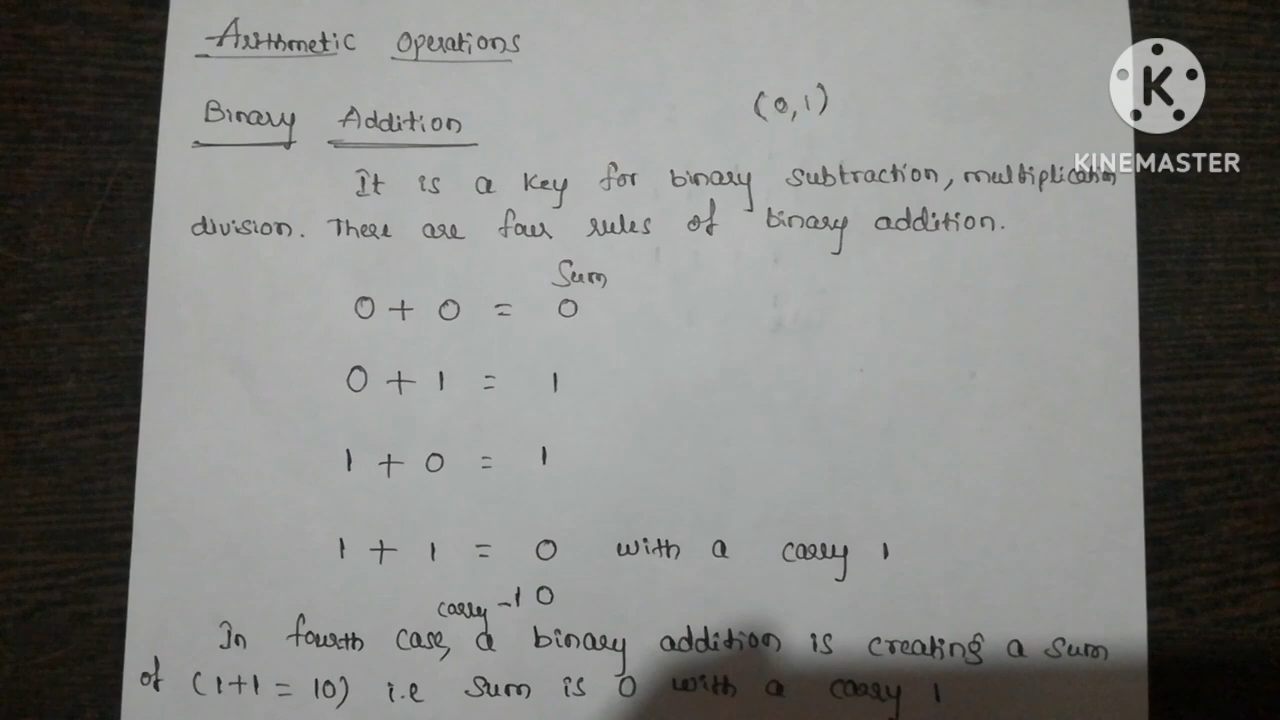 Arithmetic Operations
(0,1)
K
Binary Addition
KINEMASTER
It is a key for binary subtraction, multiplication
division. There are four rules of binary addition.
Sum
0 + 0 = 0
0 + 1 = 1
1 + 0 = 1
1 + 1 = 0 with a carry 1
carry -1 0
In fourth case, a binary addition is creating a sum
of (1+1 = 10) i.e sum is 0 with a carry 1